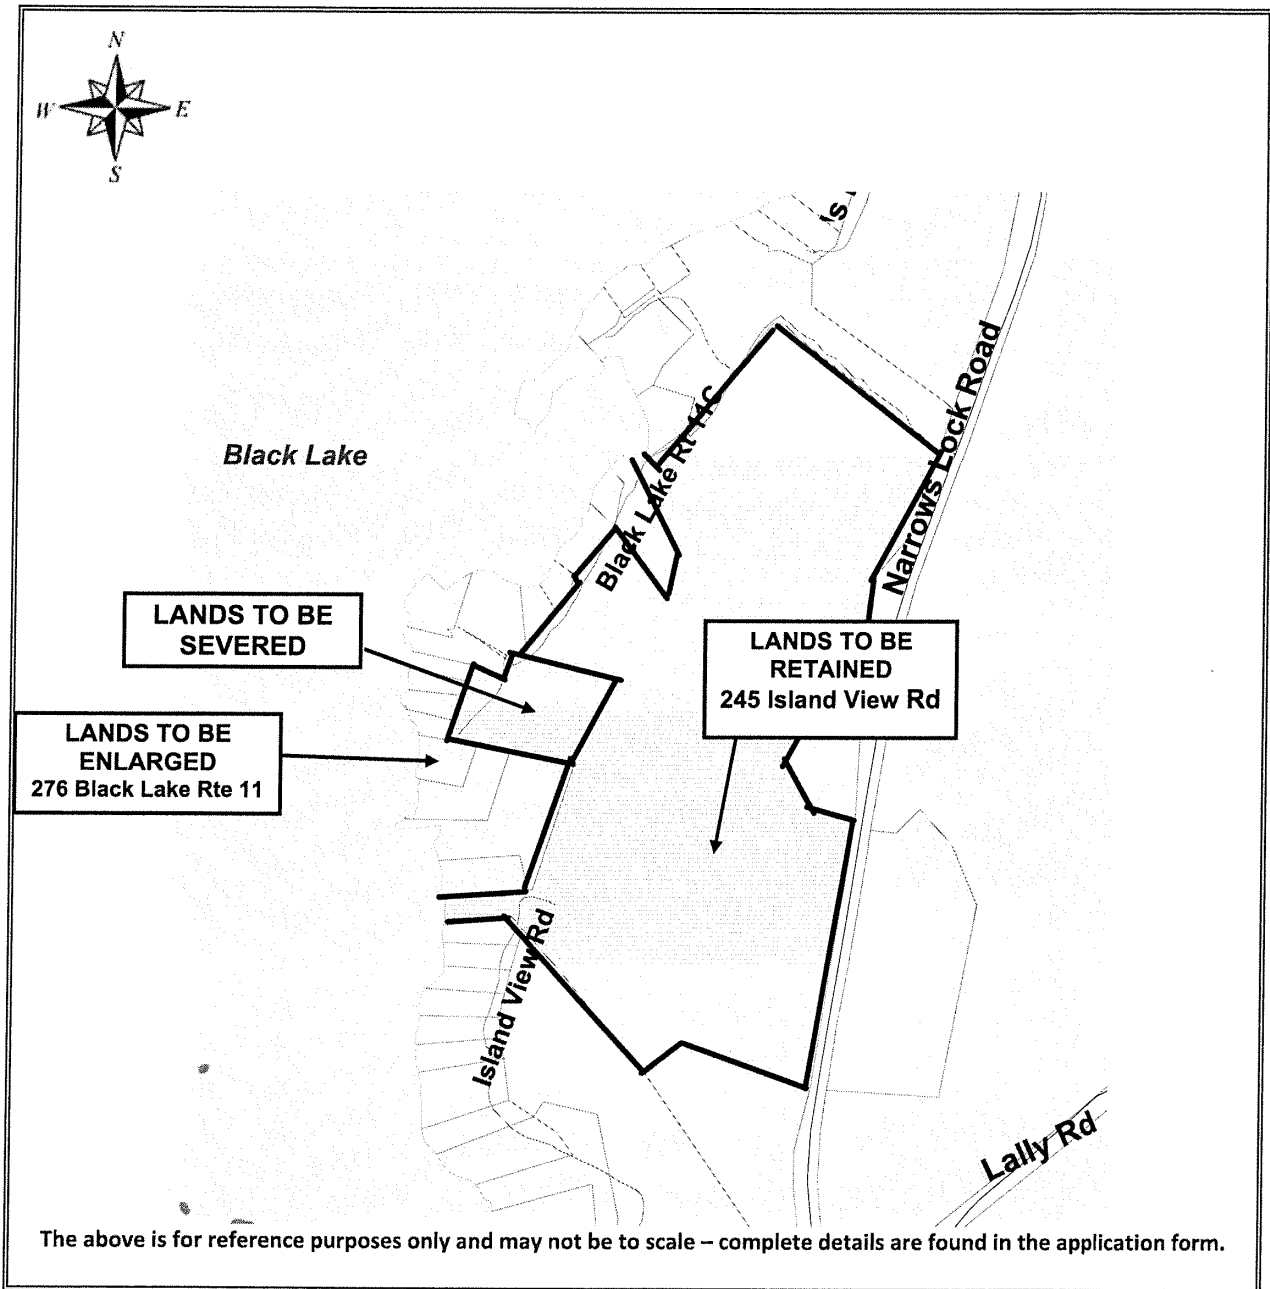 N
W E
S
Is
Narrows Lock Road
Black Lake Rt 11C
Black Lake
LANDS TO BE
SEVERED
LANDS TO BE
RETAINED
245 Island View Rd
LANDS TO BE
ENLARGED
276 Black Lake Rte 11
Island View Rd
Lally Rd
The above is for reference purposes only and may not be to scale – complete details are found in the application form.